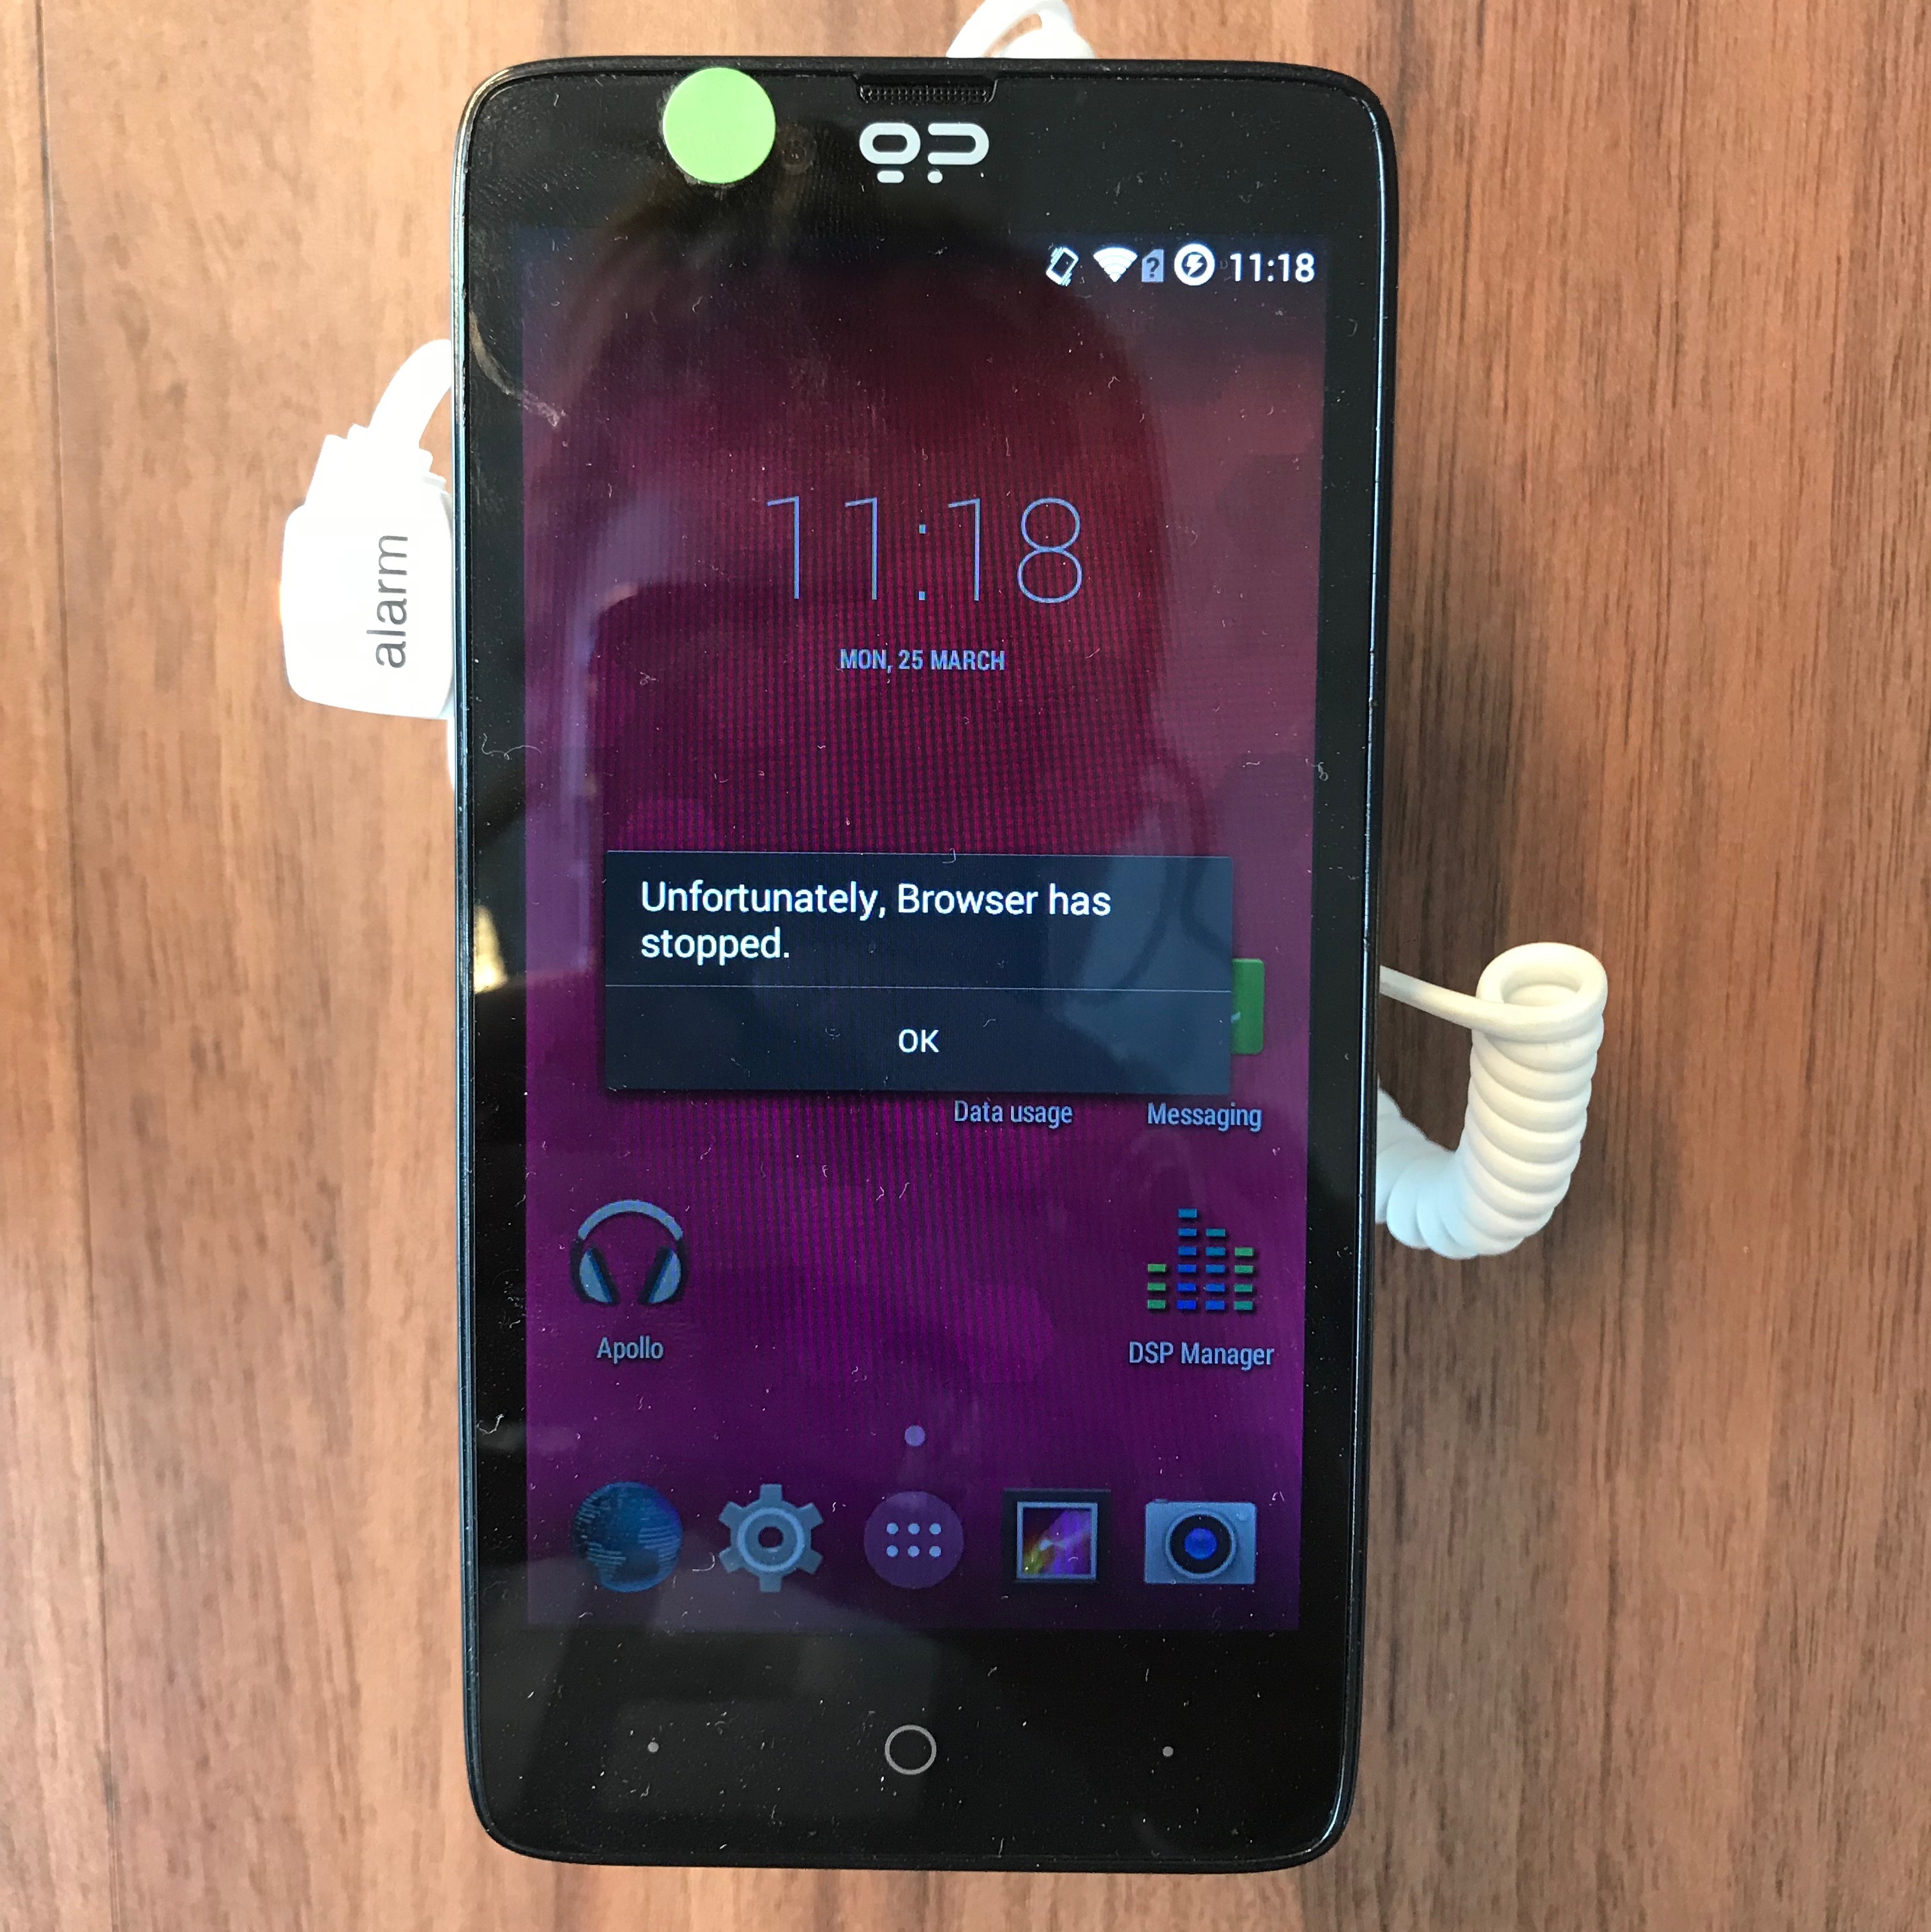 11:18
11:18
MON, 25 MARCH
alarm
Unfortunately, Browser has
stopped.
OK
Data usage
Messaging
Apollo
DSP Manager